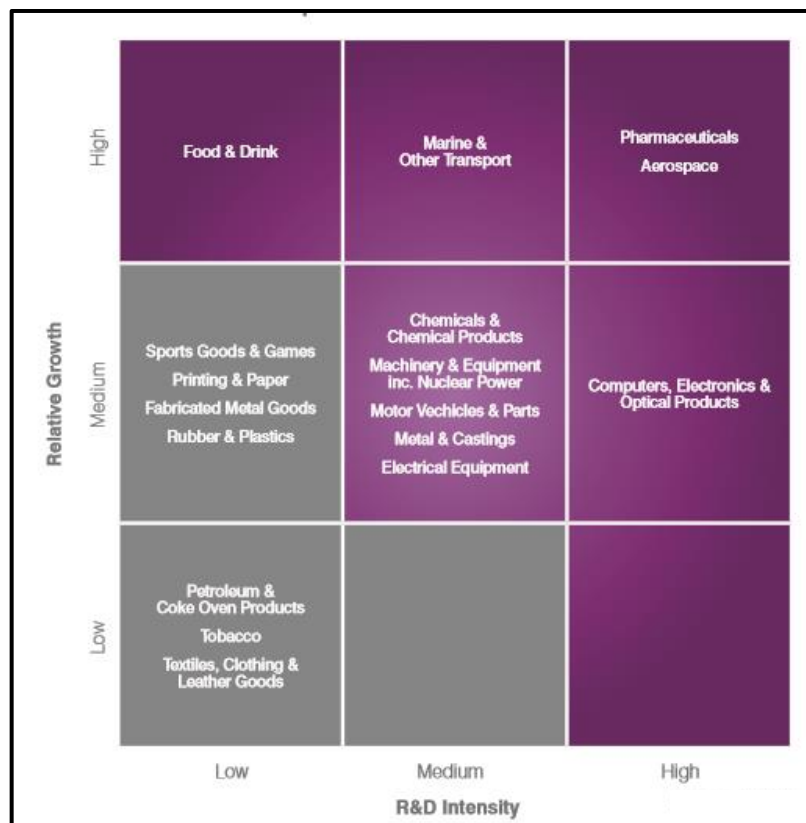 High
Food & Drink
Marine &
Other Transport
Pharmaceuticals
Aerospace
Relative Growth
Medium
Sports Goods & Games
Printing & Paper
Fabricated Metal Goods
Rubber & Plastics
Chemicals &
Chemical Products
Machinery & Equipment
inc. Nuclear Power
Motor Vechicles & Parts
Metal & Castings
Electrical Equipment
Computers, Electronics &
Optical Products
Low
Petroleum &
Coke Oven Products
Tobacco
Textiles, Clothing &
Leather Goods
Low
Medium
High
R&D Intensity